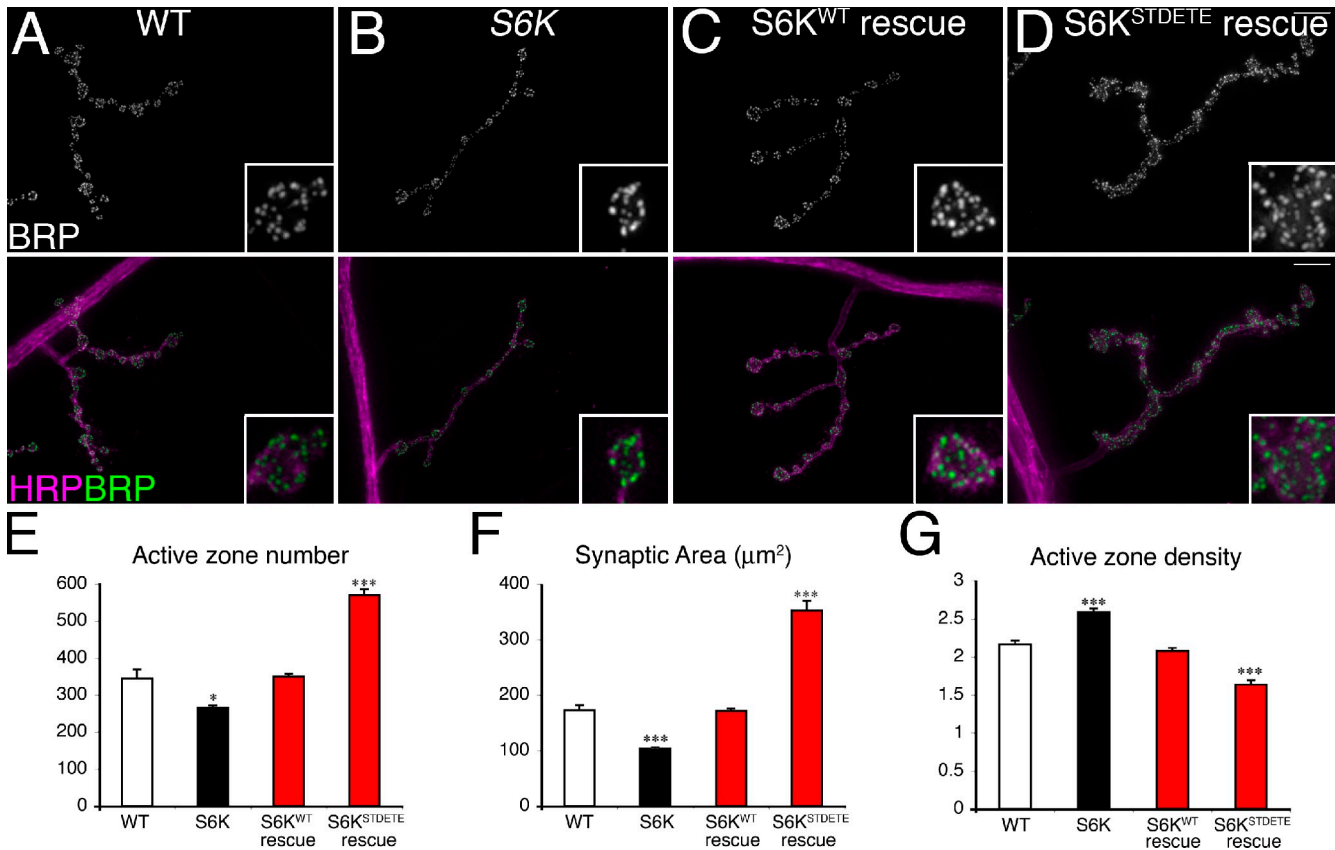 A WT
B S6K
C S6K^WT rescue
D S6K^STDETE rescue
BRP
HRPBRP
E
Active zone number
600
500
400
300
200
100
0
***
*
WT
S6K
S6K^WT rescue
S6K^STDETE rescue
F
Synaptic Area (μm²)
400
300
200
100
0
***
***
WT
S6K
S6K^WT rescue
S6K^STDETE rescue
G
Active zone density
3
2.5
2
1.5
1
0.5
0
***
***
WT
S6K
S6K^WT rescue
S6K^STDETE rescue